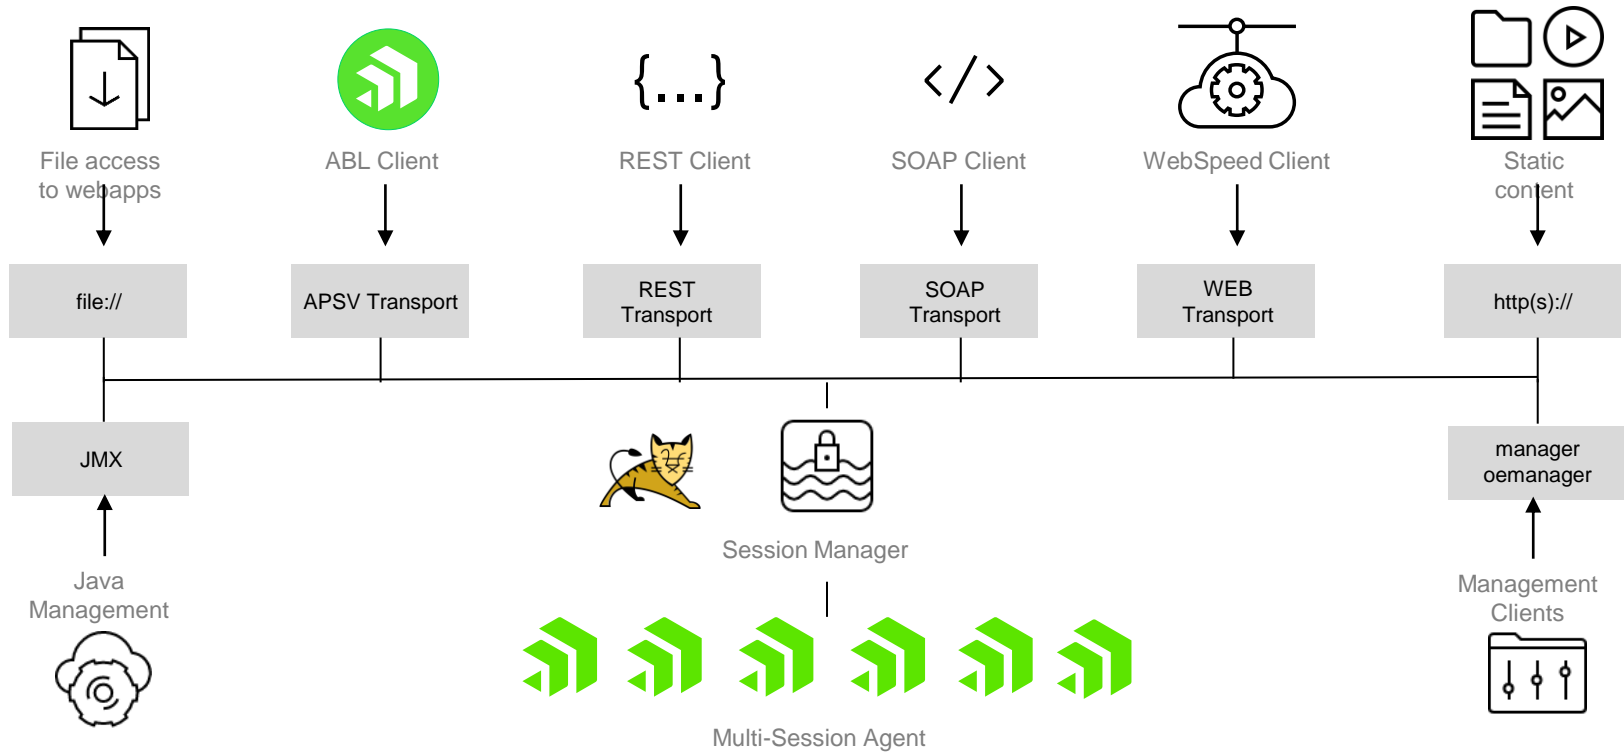 {...}
</>
File access
to webapps
ABL Client
REST Client
SOAP Client
WebSpeed Client
Static
content
file://
APSV Transport
REST
Transport
SOAP
Transport
WEB
Transport
http(s)://
JMX
manager
oemanager
Session Manager
Java
Management
Management
Clients
Multi-Session Agent